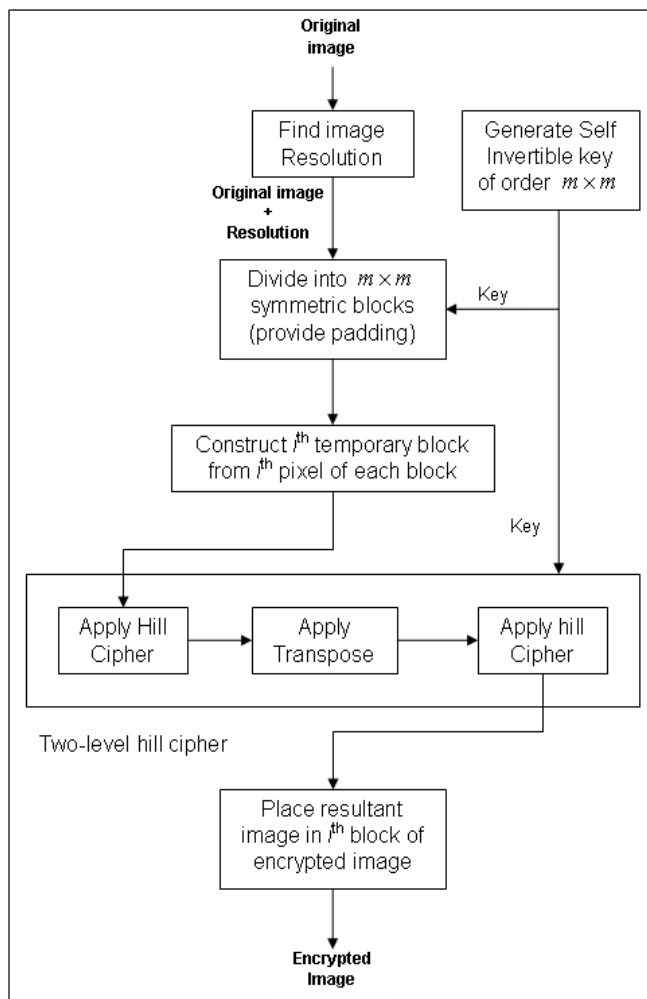 Original
image
Find image
Resolution
Generate Self
Invertible key
of order m × m
Original image
+
Resolution
Divide into m × m
symmetric blocks
(provide padding)
Key
Construct ith temporary block
from ith pixel of each block
Key
Apply Hill
Cipher
Apply
Transpose
Apply hill
Cipher
Two-level hill cipher
Place resultant
image in ith block of
encrypted image
Encrypted
Image